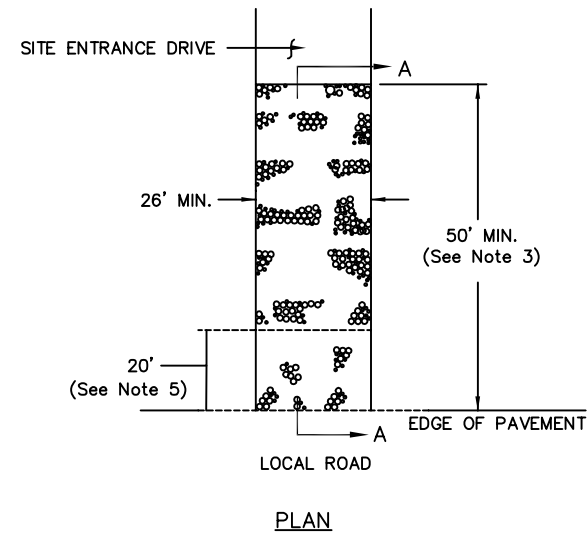 SITE ENTRANCE DRIVE
A
26' MIN.
50' MIN.
(See Note 3)
20'
(See Note 5)
A
EDGE OF PAVEMENT
LOCAL ROAD
PLAN